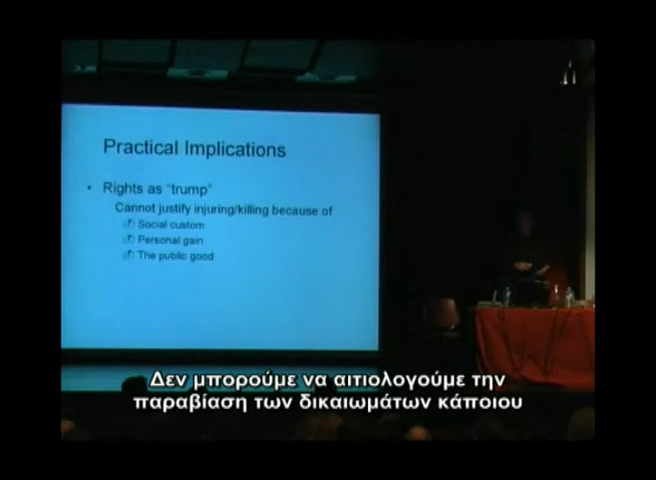 Practical Implications
• Rights as "trump"
Cannot justify injuring/killing because of
Social custom
Personal gain
The public good
Δεν μπορούμε να αιτιολογούμε την
παραβίαση των δικαιωμάτων κάποιου